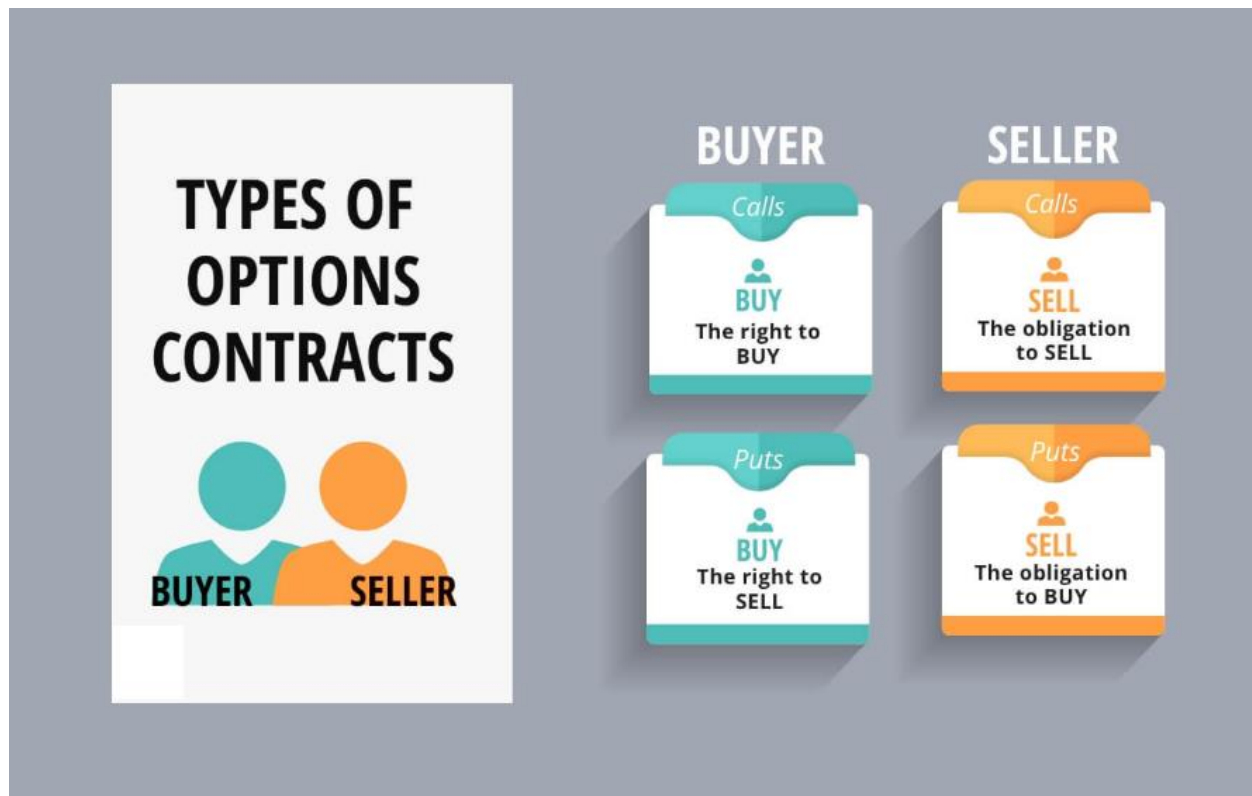 TYPES OF
OPTIONS
CONTRACTS
BUYER
SELLER
BUYER
Calls
BUY
The right to
BUY
Puts
BUY
The right to
SELL
SELLER
Calls
SELL
The obligation
to SELL
Puts
SELL
The obligation
to BUY